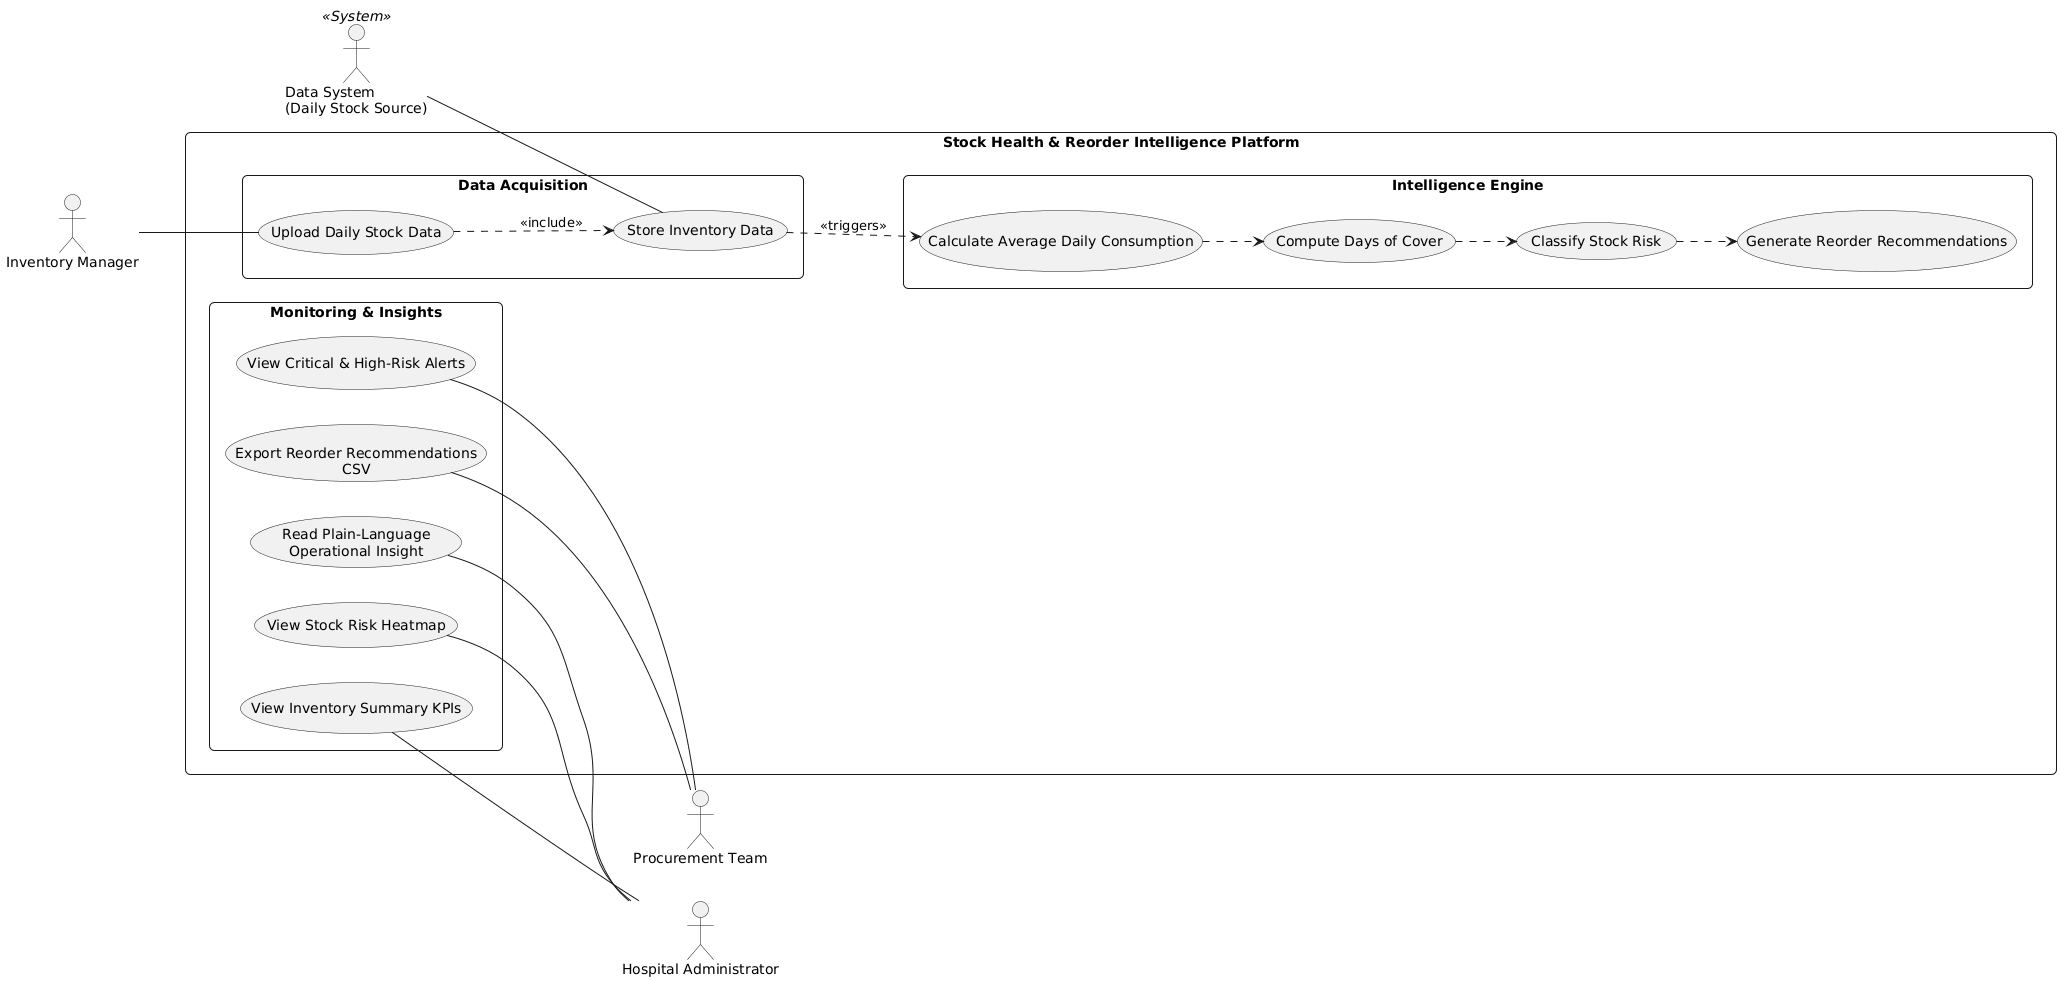 «System»
Data System
(Daily Stock Source)
Stock Health & Reorder Intelligence Platform
Data Acquisition
Intelligence Engine
Inventory Manager
Upload Daily Stock Data
«include»
Store Inventory Data
«triggers»
Calculate Average Daily Consumption
Compute Days of Cover
Classify Stock Risk
Generate Reorder Recommendations
Monitoring & Insights
View Critical & High-Risk Alerts
Export Reorder Recommendations
CSV
Read Plain-Language
Operational Insight
View Stock Risk Heatmap
View Inventory Summary KPIs
Procurement Team
Hospital Administrator